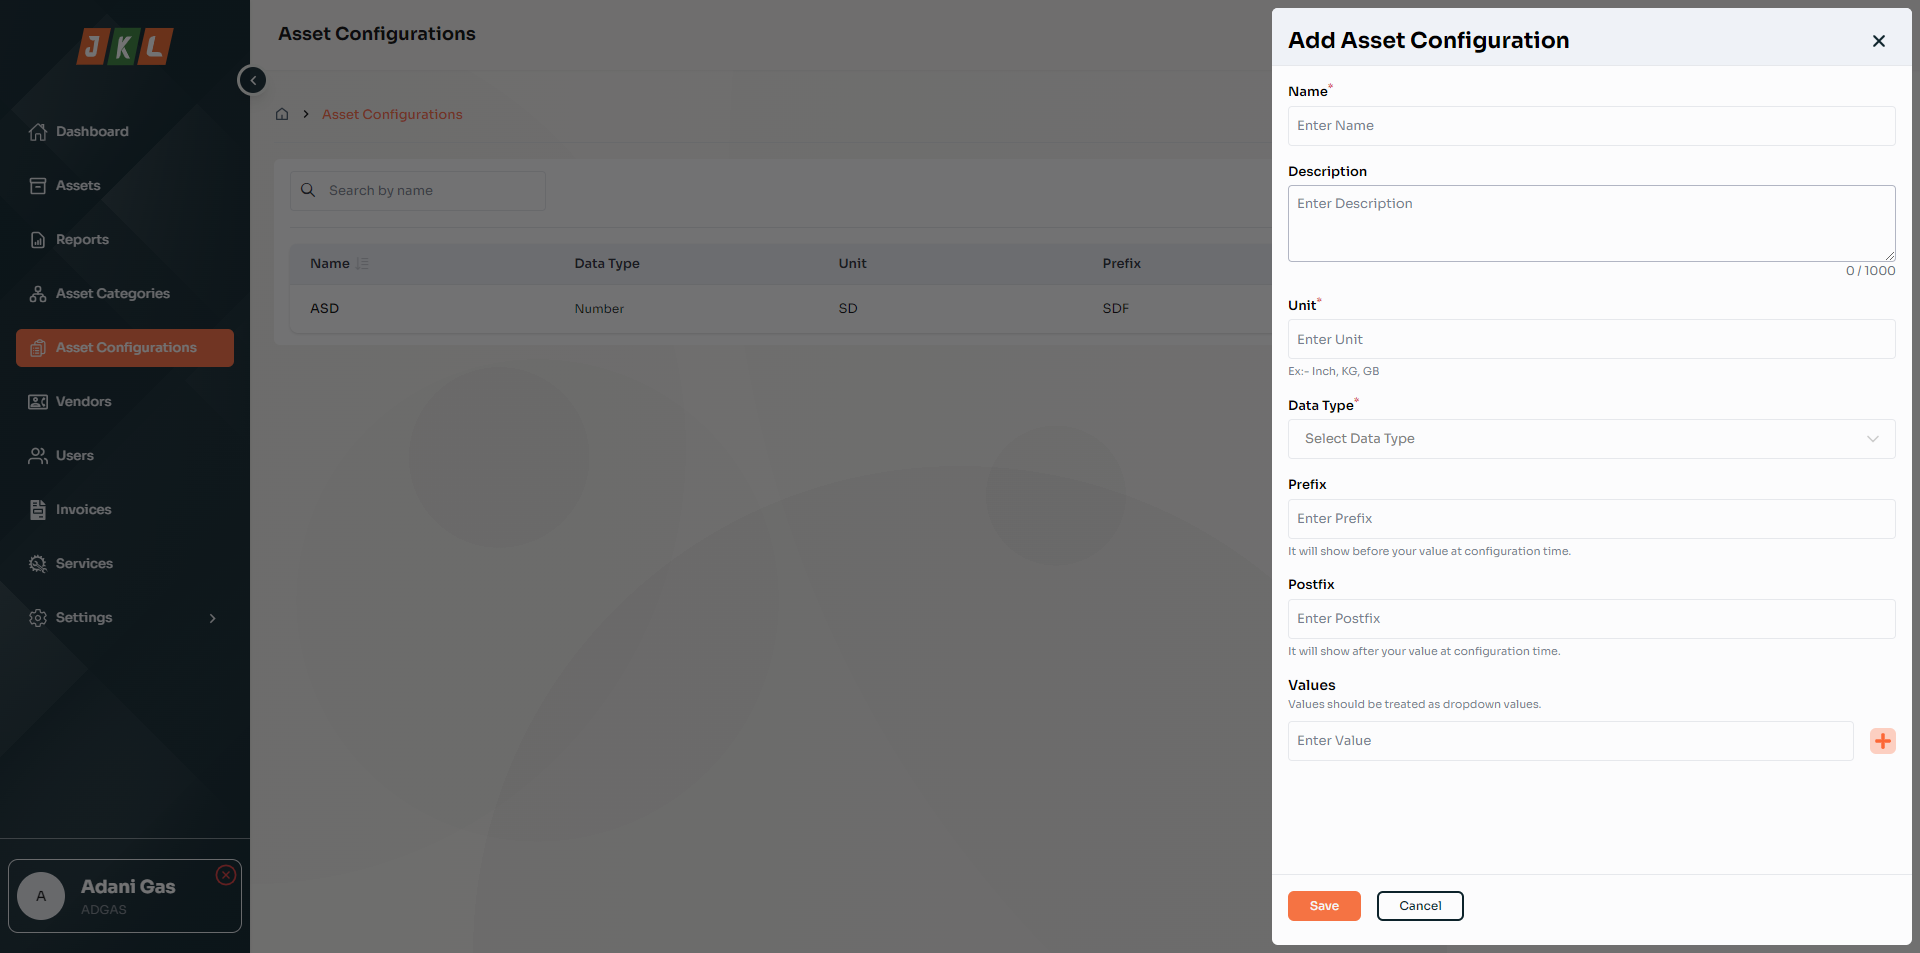 JKL
Dashboard
Assets
Reports
Asset Categories
Asset Configurations
Vendors
Users
Invoices
Services
Settings
A
Adani Gas
ADGAS
Asset Configurations
Asset Configurations
Search by name
Name Data Type Unit Prefix
ASD Number SD SDF
Add Asset Configuration
Name*
Enter Name
Description
Enter Description
0 / 1000
Unit*
Enter Unit
Ex:- Inch, KG, GB
Data Type*
Select Data Type
Prefix
Enter Prefix
It will show before your value at configuration time.
Postfix
Enter Postfix
It will show after your value at configuration time.
Values
Values should be treated as dropdown values.
Enter Value
Save Cancel